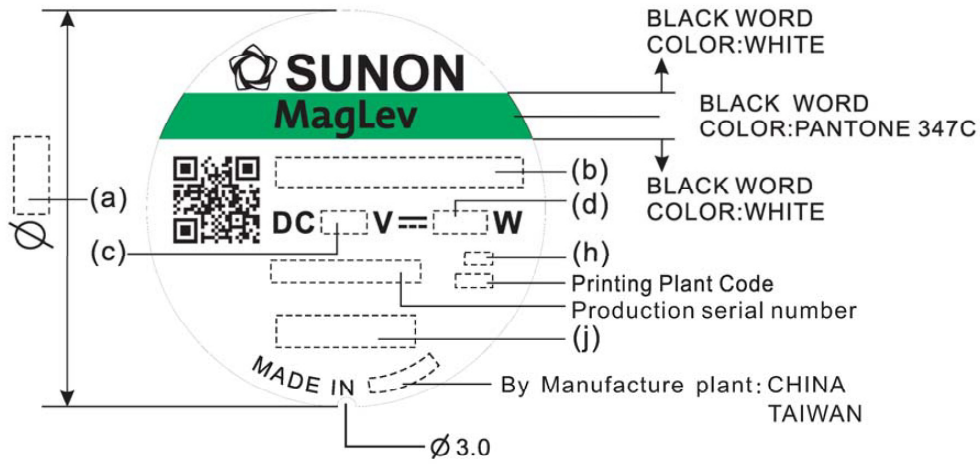 BLACK WORD
COLOR:WHITE
SUNON
MagLev
BLACK WORD
COLOR:PANTONE 347C
(b)
(a)
BLACK WORD
COLOR:WHITE
(d)
DC V W
Ø
(c)
(h)
Printing Plant Code
Production serial number
(j)
MADE IN
By Manufacture plant: CHINA
TAIWAN
Ø 3.0